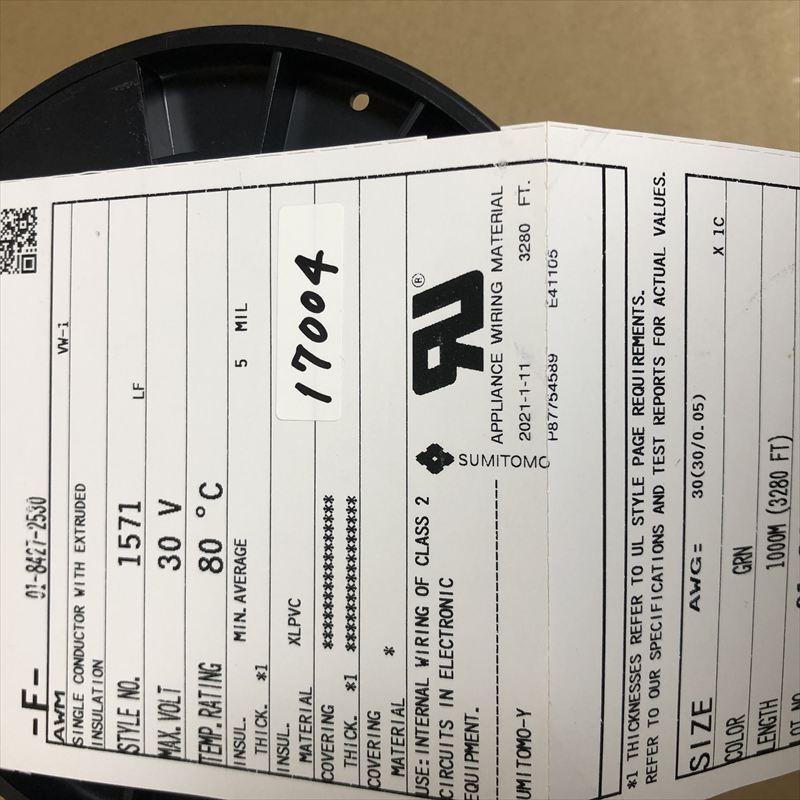 -F-
01-8427-2530
AWM VW-1
SINGLE CONDUCTOR WITH EXTRUDED
INSULATION
STYLE NO. 1571 LF
MAX.VOLT 30 V
TEMP.RATING 80 °C
INSUL. MIN.AVERAGE 5 MIL
THICK. *1
INSUL.
MATERIAL XLPVC
17004
COVERING ********************
THICK. *1 ********************
COVERING
MATERIAL *
USE: INTERNAL WIRING OF CLASS 2
CIRCUITS IN ELECTRONIC
EQUIPMENT.
SUMITOMO
UMITOMO-Y
RU ®
APPLIANCE WIRING MATERIAL
2021-1-11 3280 FT.
P87754589 E41105
*1 THICKNESSES REFER TO UL STYLE PAGE REQUIREMENTS.
REFER TO OUR SPECIFICATIONS AND TEST REPORTS FOR ACTUAL VALUES.
SIZE AWG= 30(30/0.05) X 1C
COLOR GRN
LENGTH 1000M (3280 FT)
LOT NO